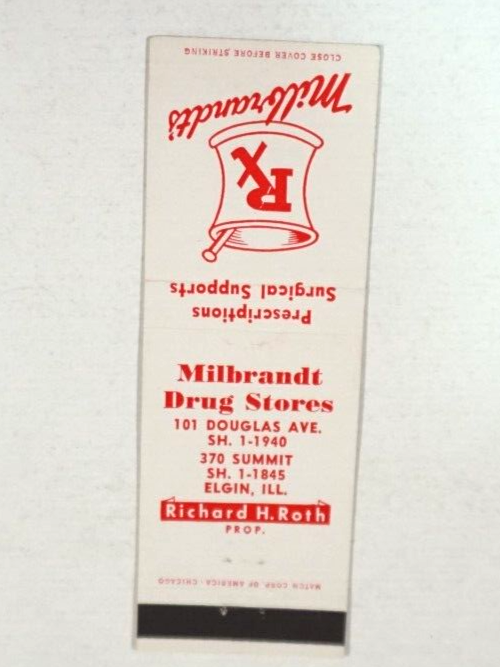 CLOSE COVER BEFORE STRIKING
Milbrandt's
Rx
Prescriptions
Surgical Supports
Milbrandt
Drug Stores
101 DOUGLAS AVE.
SH. 1-1940
370 SUMMIT
SH. 1-1845
ELGIN, ILL.
Richard H. Roth
PROP.
MATCH CORP. OF AMERICA - CHICAGO